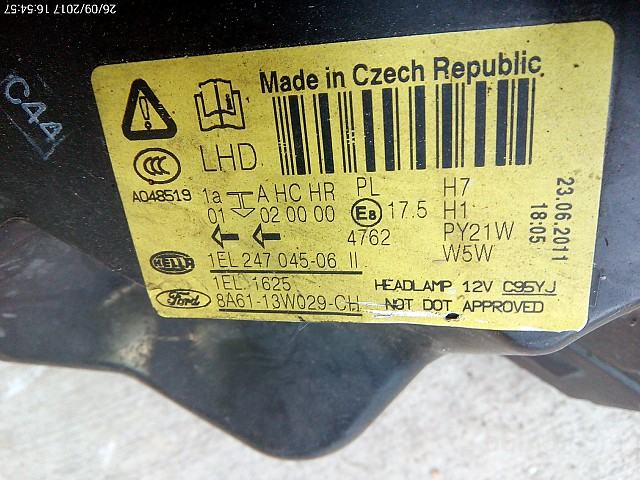 26/09/2017 16:54:57
C44
Made in Czech Republic
LHD
CCC
A048519
1a A HC HR PL H7
01 02 00 00 E8 17.5 H1
4762 PY21W
W5W
23.06.2011
18:05
HELLA 1EL 247 045-06 II
1EL 1625 HEADLAMP 12V C95YJ
Ford 8A61-13W029-CH NOT DOT APPROVED